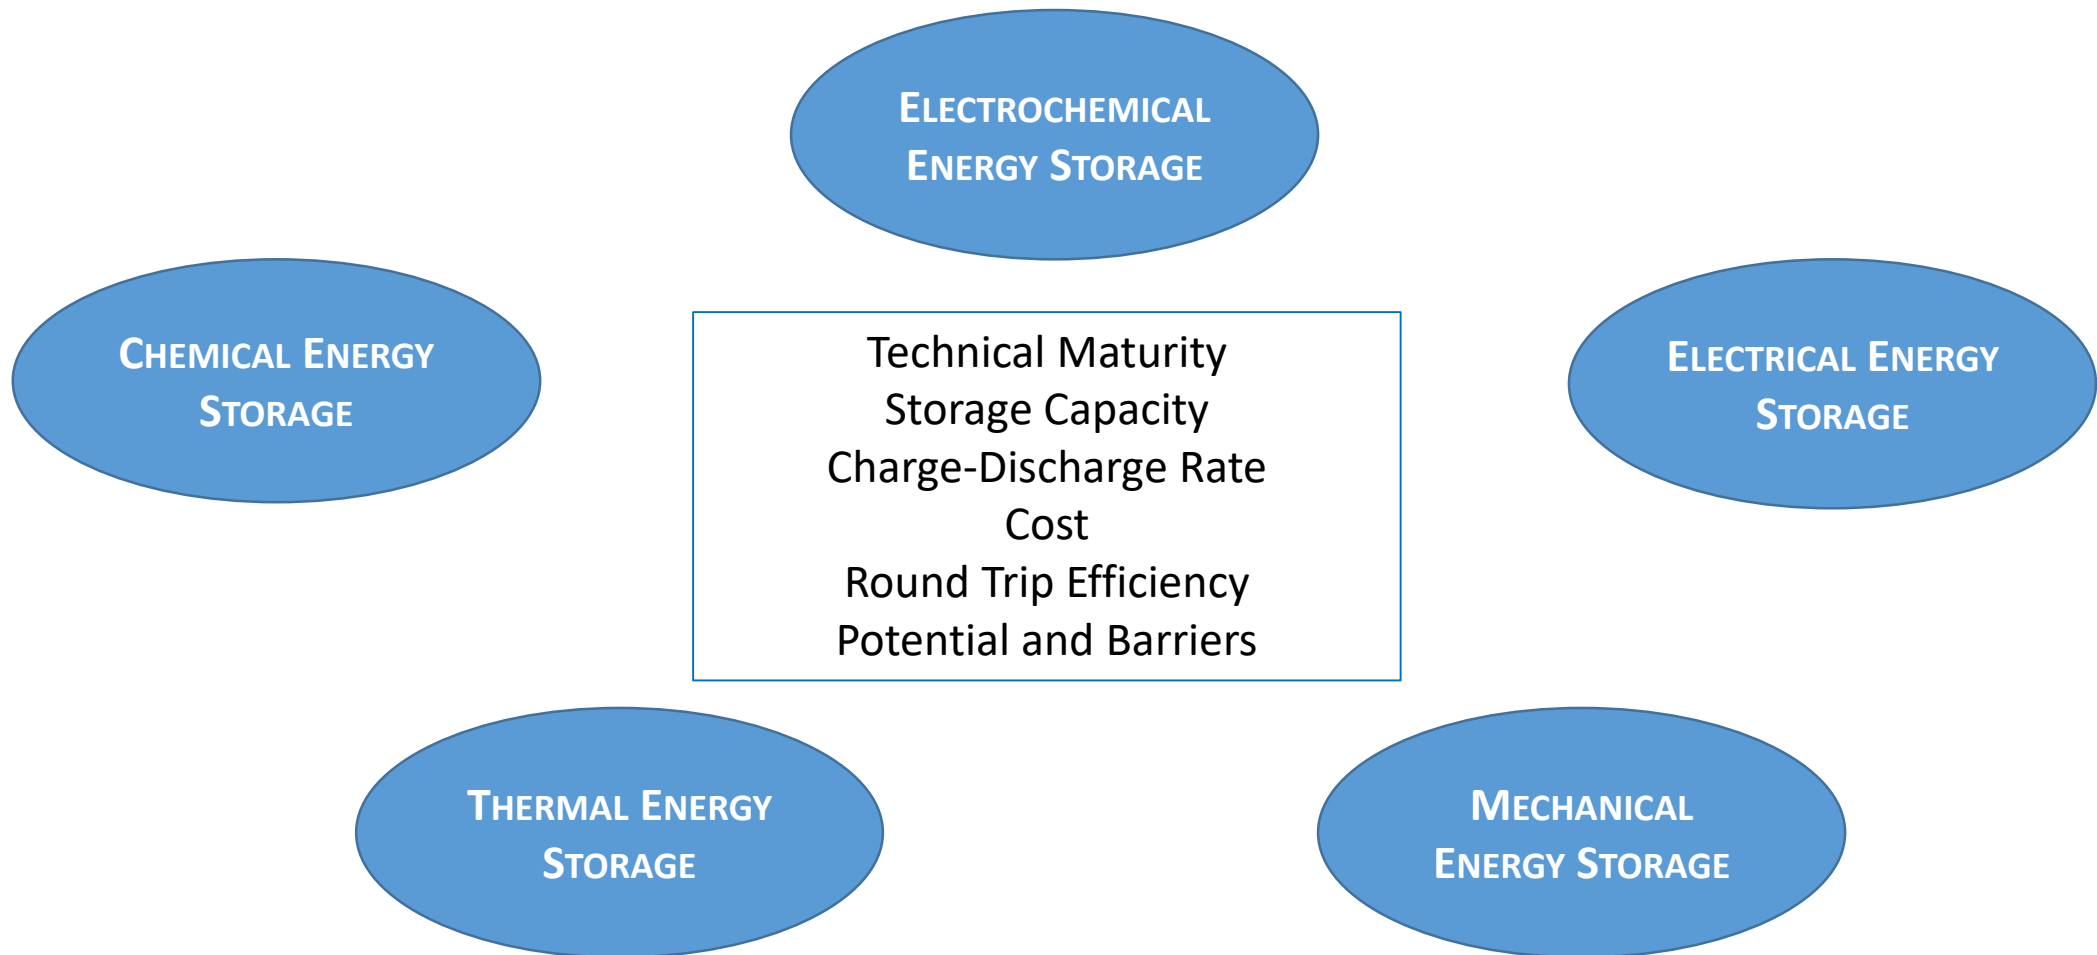 ELECTROCHEMICAL
ENERGY STORAGE
CHEMICAL ENERGY
STORAGE
ELECTRICAL ENERGY
STORAGE
Technical Maturity
Storage Capacity
Charge-Discharge Rate
Cost
Round Trip Efficiency
Potential and Barriers
THERMAL ENERGY
STORAGE
MECHANICAL
ENERGY STORAGE